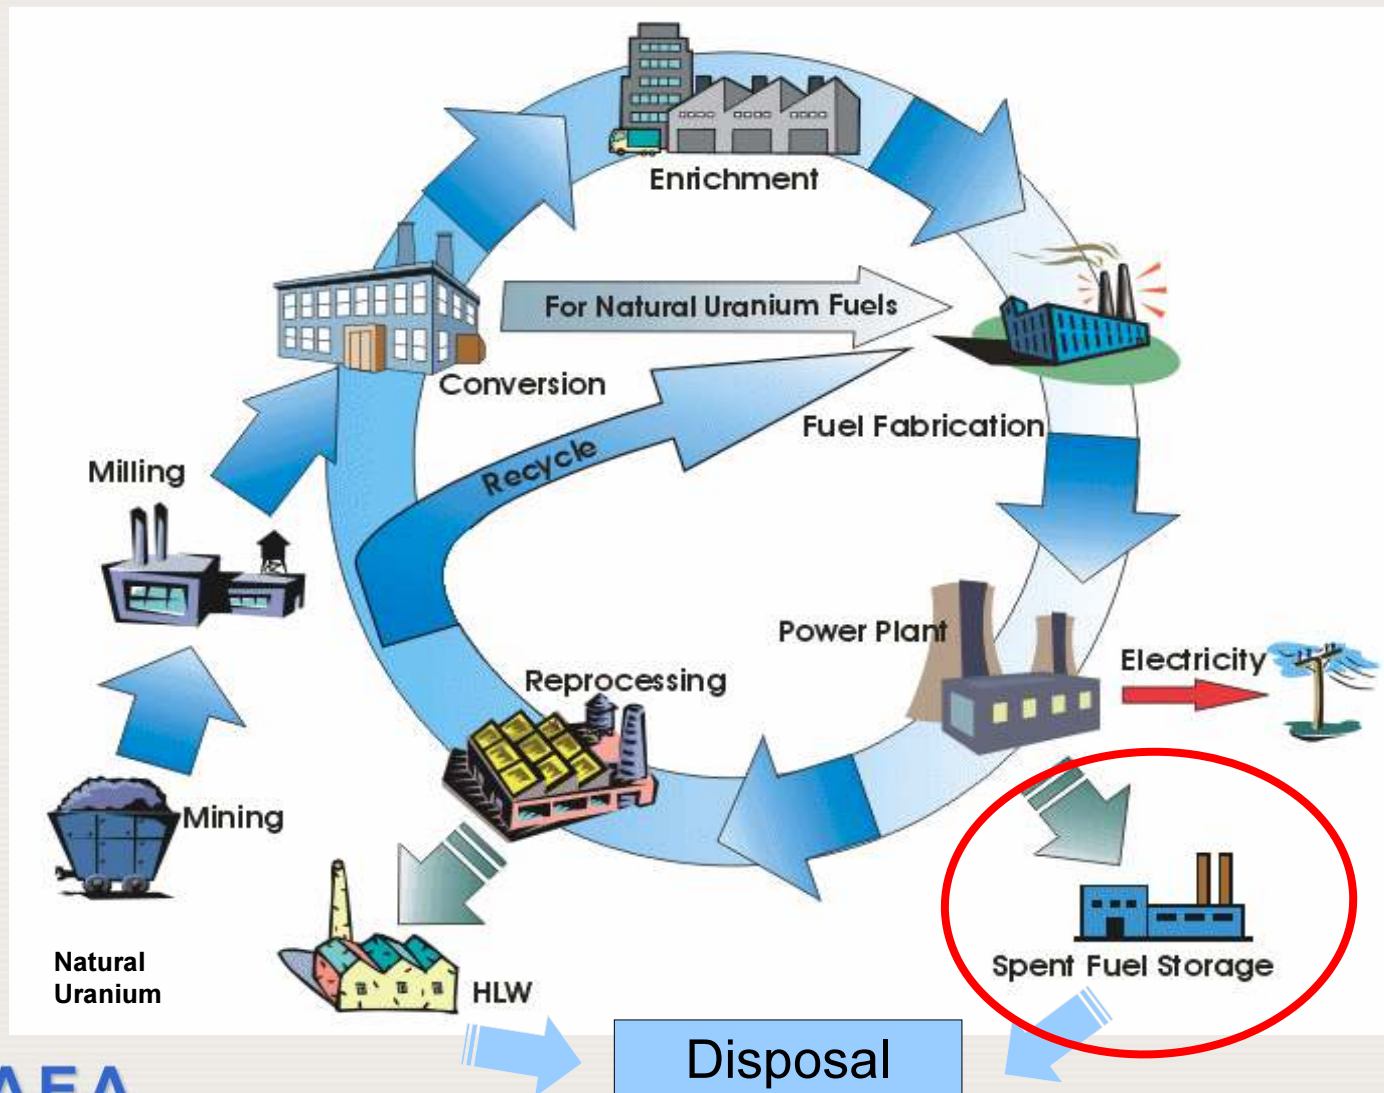 Enrichment
For Natural Uranium Fuels
Conversion
Fuel Fabrication
Recycle
Milling
Power Plant
Electricity
Reprocessing
Mining
Spent Fuel Storage
Natural
Uranium
HLW
Disposal